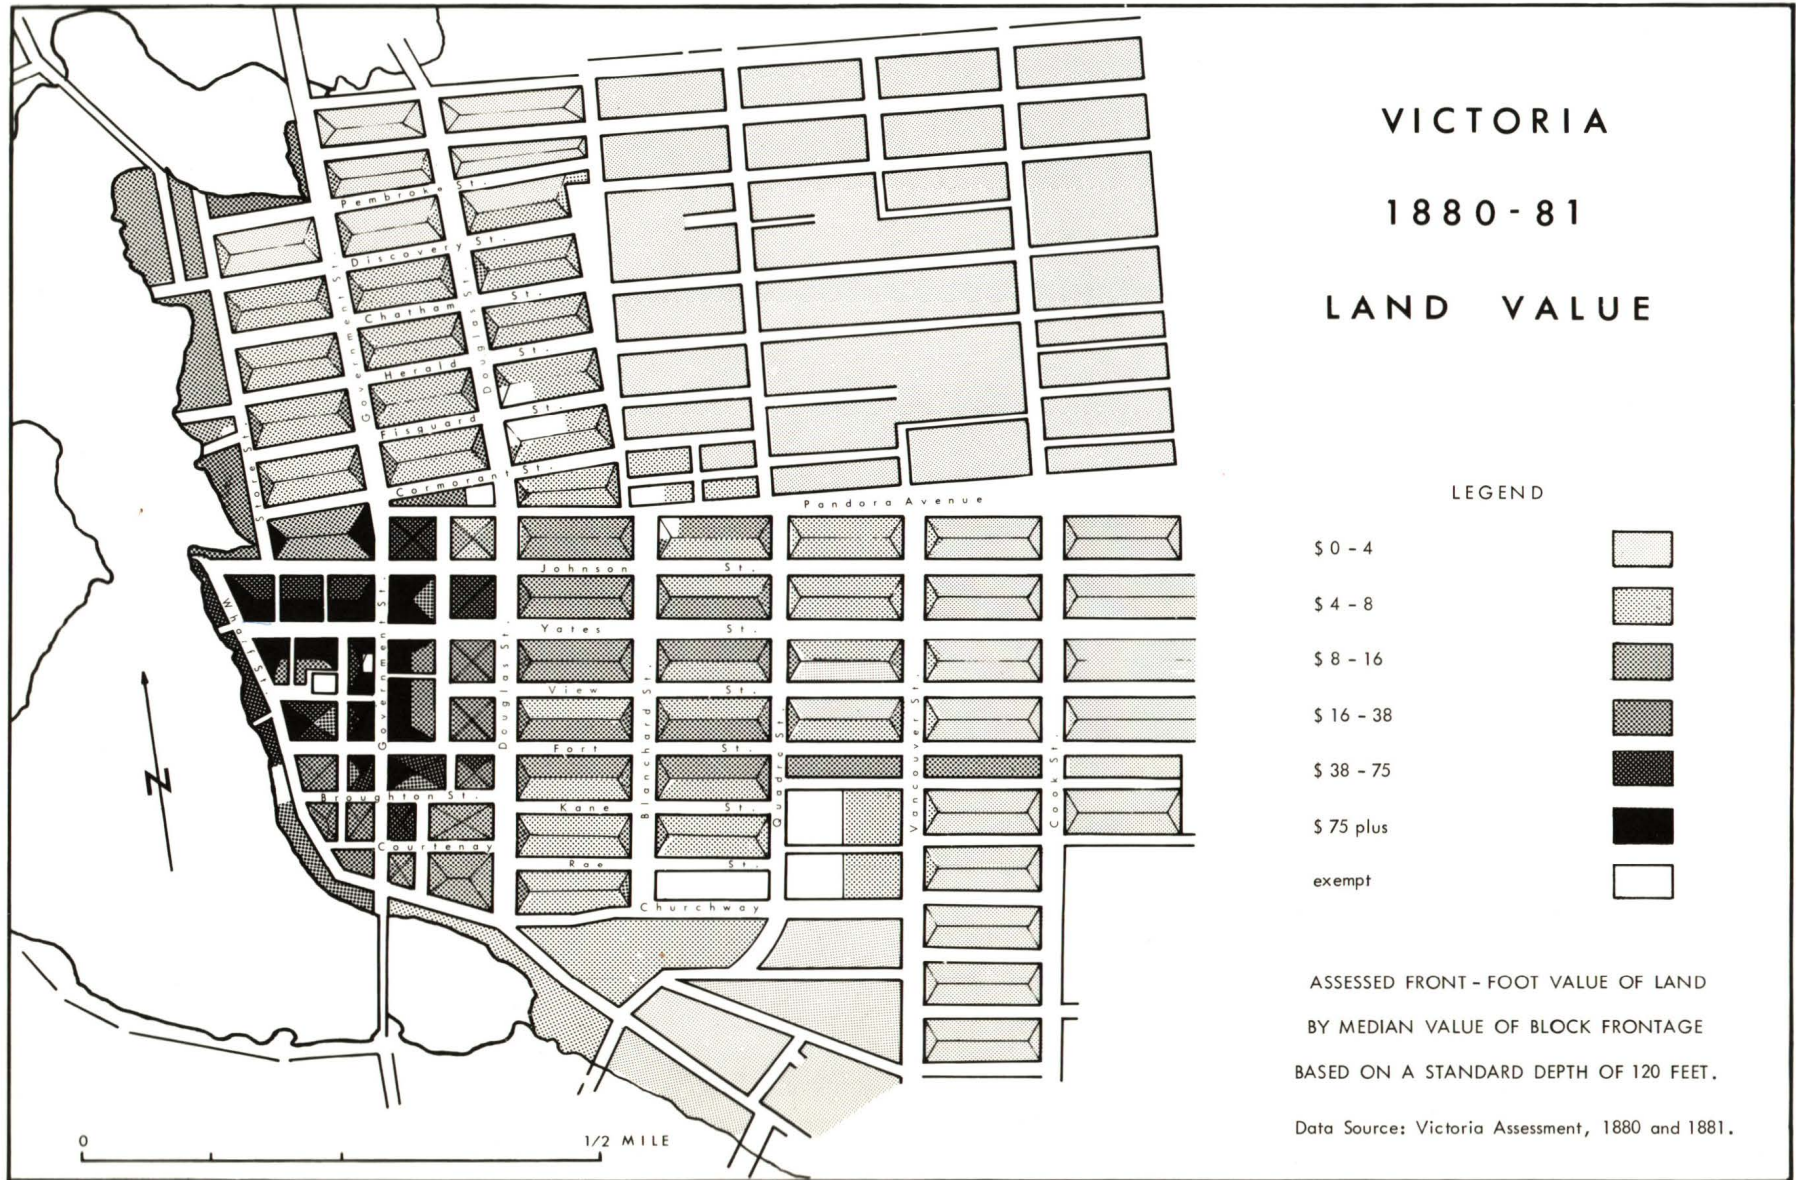 VICTORIA
1880-81
LAND VALUE
LEGEND
$ 0 - 4
$ 4 - 8
$ 8 - 16
$ 16 - 38
$ 38 - 75
$ 75 plus
exempt
ASSESSED FRONT - FOOT VALUE OF LAND
BY MEDIAN VALUE OF BLOCK FRONTAGE
BASED ON A STANDARD DEPTH OF 120 FEET.
Data Source: Victoria Assessment, 1880 and 1881.
Pembroke St.
Discovery St.
Chatham St.
Herald St.
Fisguard St.
Cormorant St.
Pandora Avenue
Johnson St.
Yates St.
View St.
Fort St.
Broughton St.
Kane St.
Courtenay
Rae St.
Churchway
Store St.
Wharf St.
Government St.
Government St.
Douglas St.
Douglas St.
Blanchard St.
Quadra St.
Vancouver St.
Cook St.
N
0
1/2 MILE